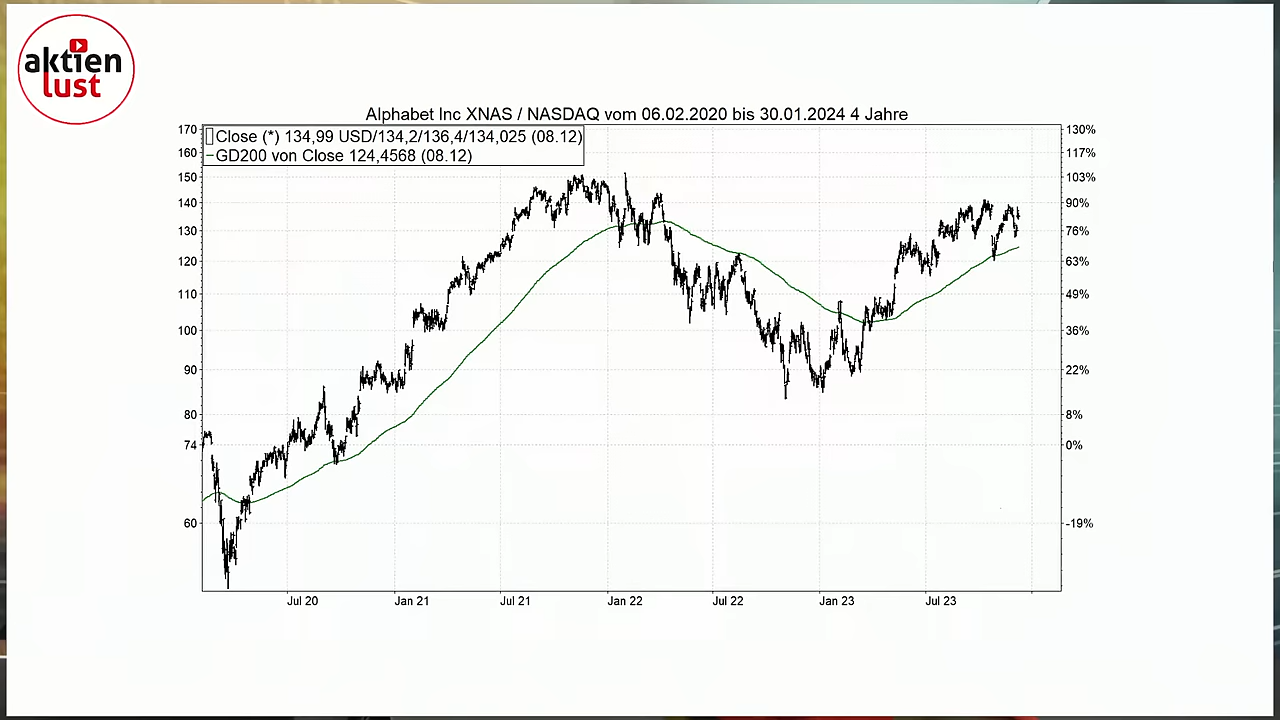 aktien
lust
Alphabet Inc XNAS / NASDAQ vom 06.02.2020 bis 30.01.2024 4 Jahre
Close (*) 134,99 USD/134,2/136,4/134,025 (08.12)
GD200 von Close 124,4568 (08.12)
170 130%
160 117%
150 103%
140 90%
130 76%
120 63%
110 49%
100 36%
90 22%
80 8%
74 0%
60 -19%
Jul 20 Jan 21 Jul 21 Jan 22 Jul 22 Jan 23 Jul 23